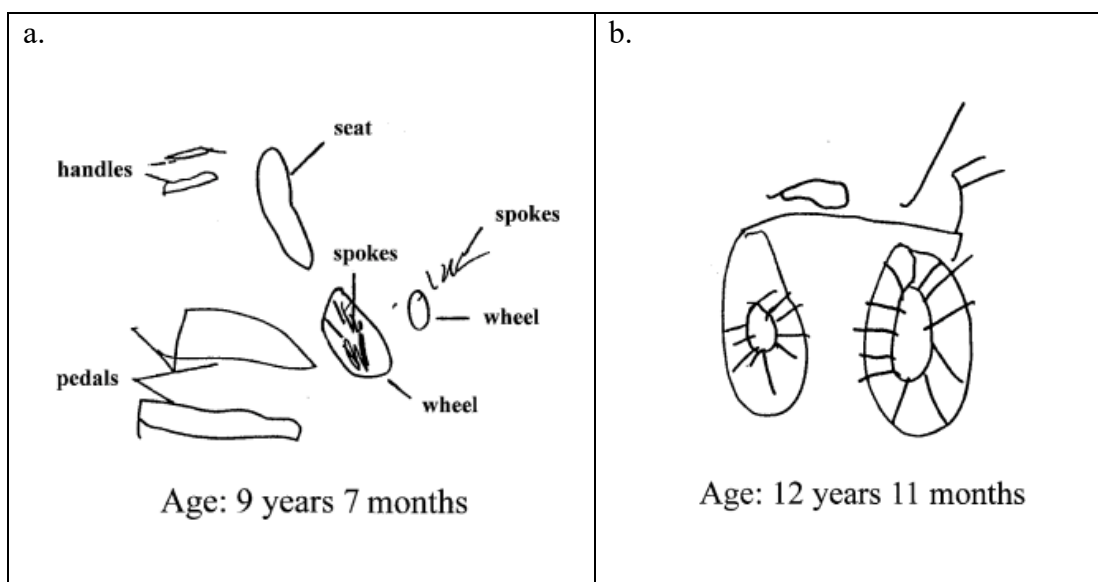 a.
seat
handles
spokes
spokes
wheel
pedals
wheel
Age: 9 years 7 months
b.
Age: 12 years 11 months